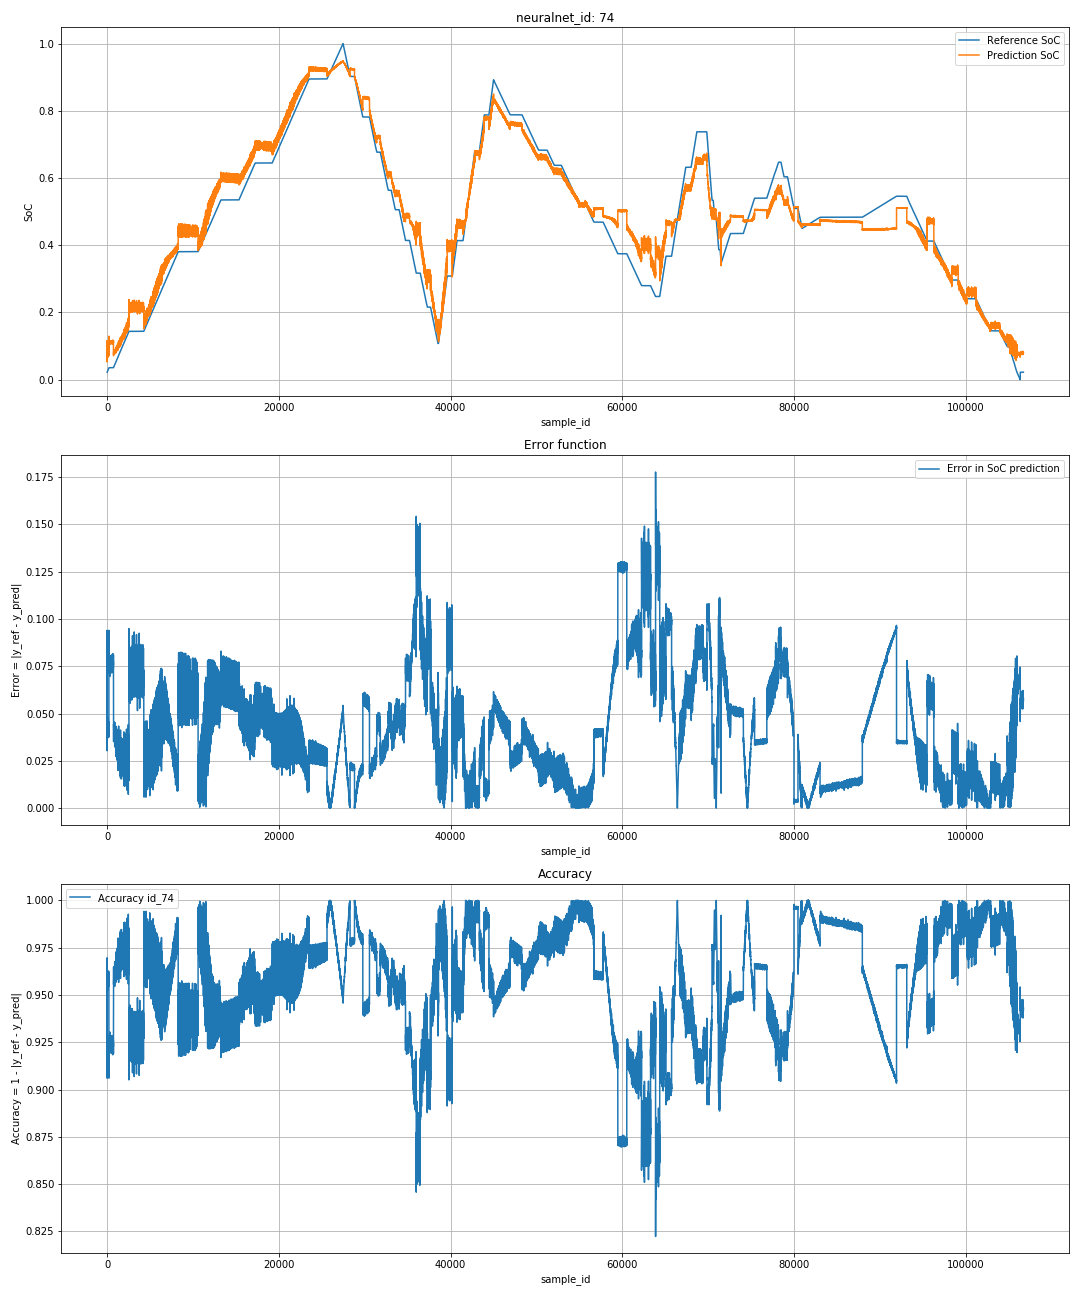 neuralnet_id: 74
Reference SoC
Prediction SoC
SoC
1.0
0.8
0.6
0.4
0.2
0.0
0 20000 40000 60000 80000 100000
sample_id
Error function
Error in SoC prediction
Error = |y_ref - y_pred|
0.175
0.150
0.125
0.100
0.075
0.050
0.025
0.000
0 20000 40000 60000 80000 100000
sample_id
Accuracy
Accuracy id_74
Accuracy = 1 - |y_ref - y_pred|
1.000
0.975
0.950
0.925
0.900
0.875
0.850
0.825
0 20000 40000 60000 80000 100000
sample_id